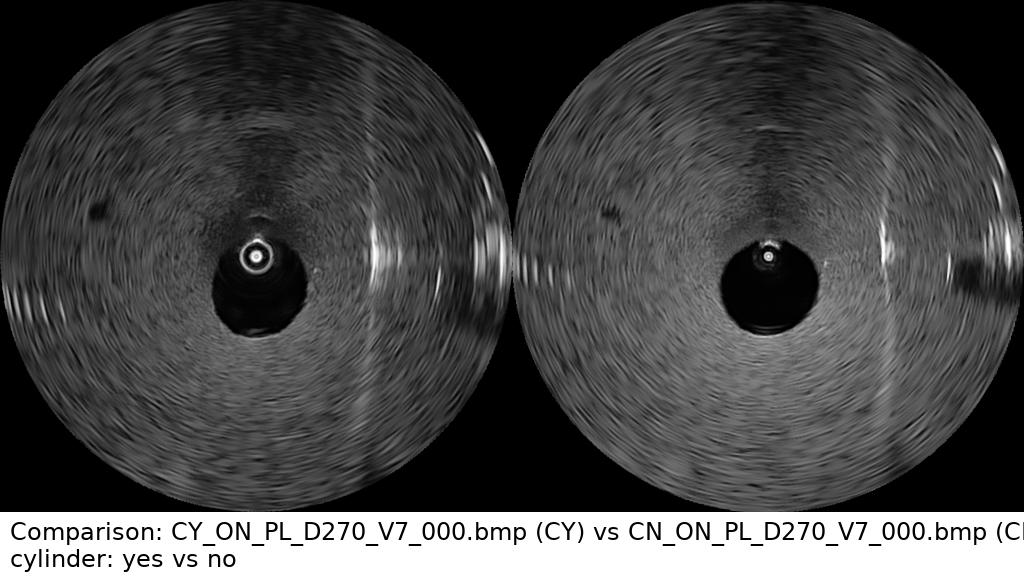 Comparison: CY_ON_PL_D270_V7_000.bmp (CY) vs CN_ON_PL_D270_V7_000.bmp
cylinder: yes vs no